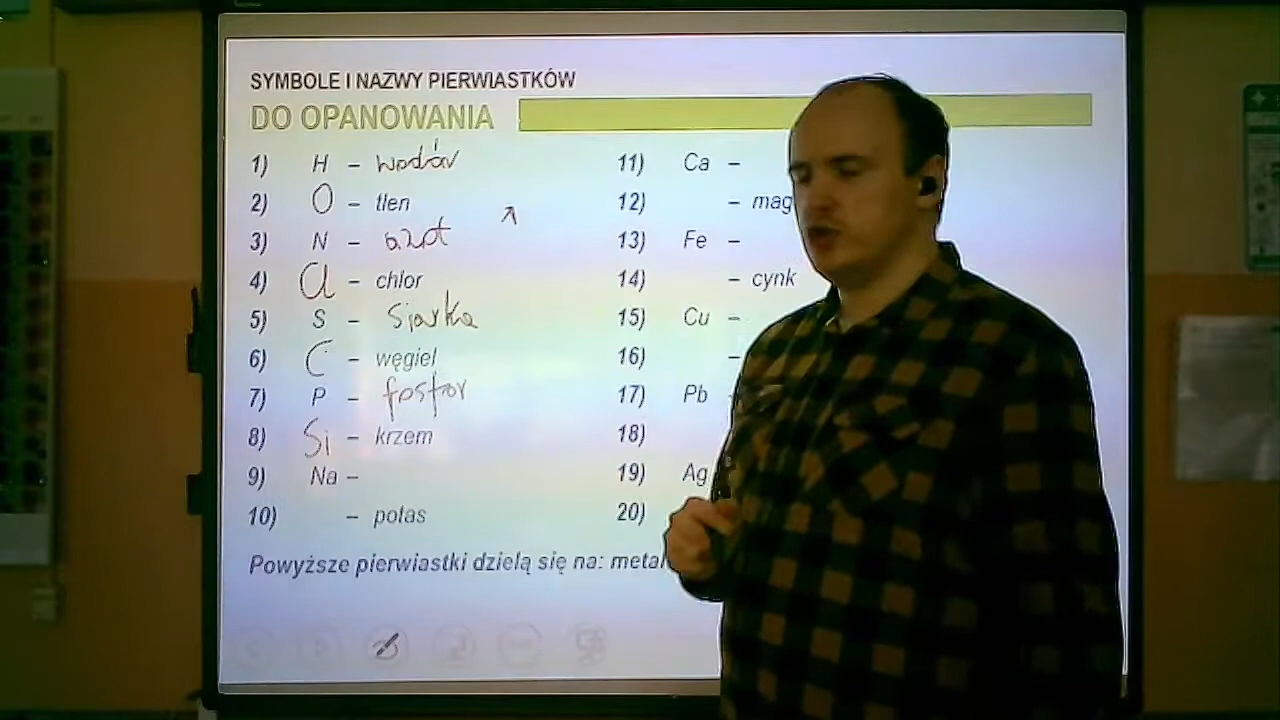 SYMBOLE I NAZWY PIERWIASTKÓW
DO OPANOWANIA
1) H – wodór
2) O – tlen
3) N – azot
4) Cl – chlor
5) S – siarka
6) C – węgiel
7) P – fosfor
8) Si – krzem
9) Na –
10) – potas
11) Ca –
12) – mag
13) Fe –
14) – cynk
15) Cu –
16) –
17) Pb
18)
19) Ag
20)
Powyższe pierwiastki dzielą się na: metal